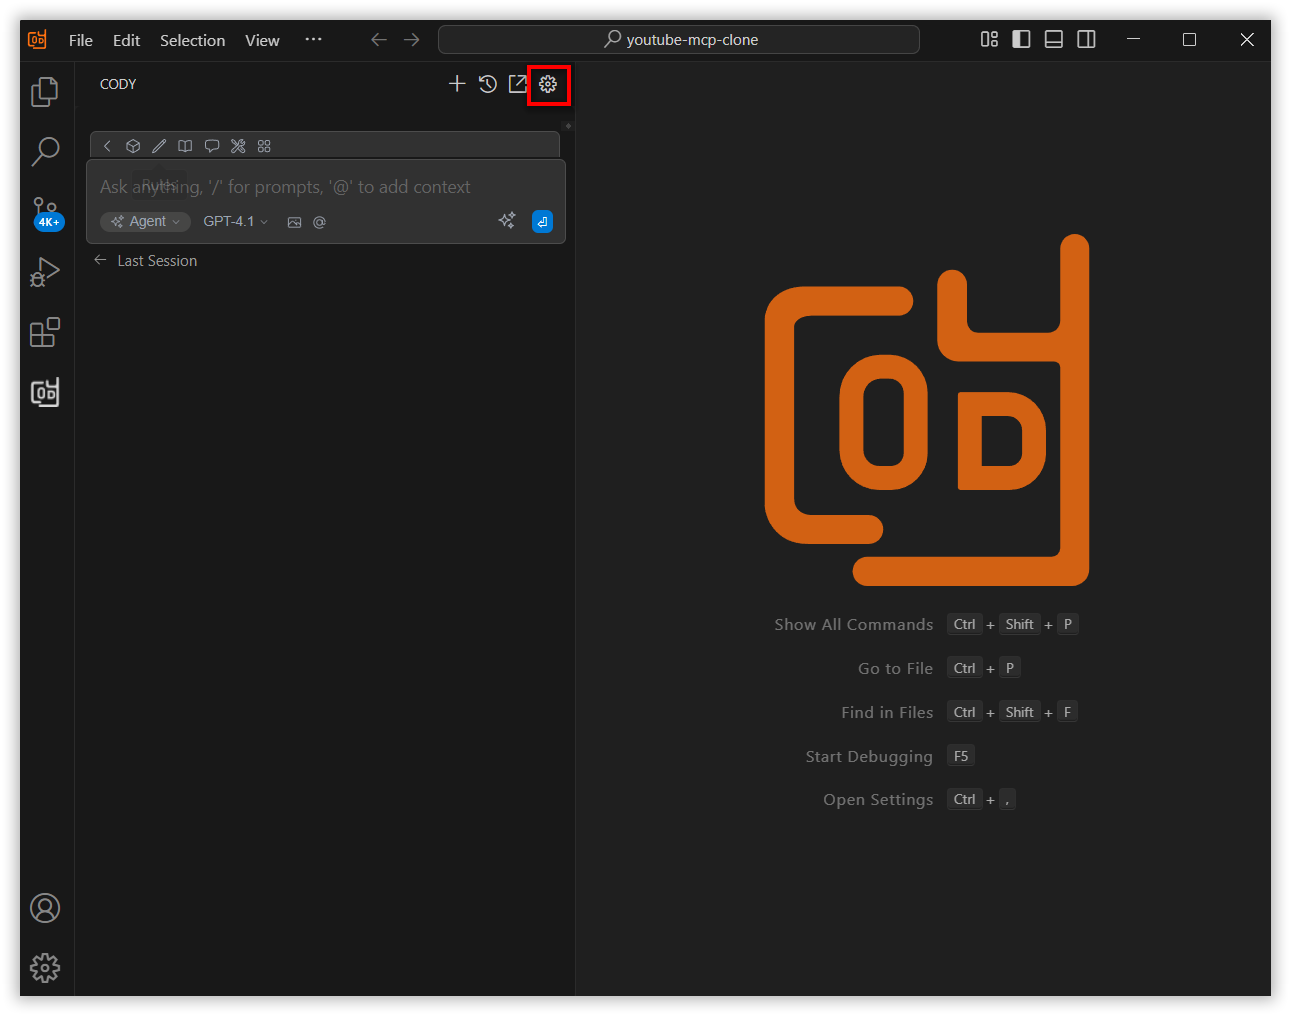 File Edit Selection View ··· youtube-mcp-clone
CODY
Ask anything, '/' for prompts, '@' to add context
Rules
Agent GPT-4.1
4K+
Last Session
COD
Show All Commands Ctrl + Shift + P
Go to File Ctrl + P
Find in Files Ctrl + Shift + F
Start Debugging F5
Open Settings Ctrl + ,